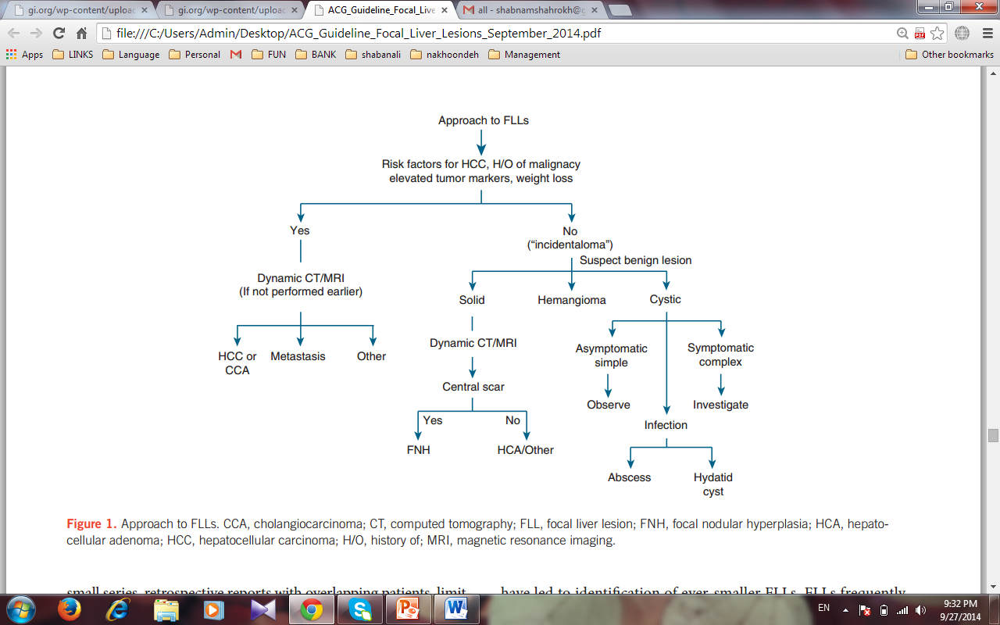 gi.org/wp-content/upload
gi.org/wp-content/upload
ACG_Guideline_Focal_Live
all - shabnamshahrokh@g
file:///C:/Users/Admin/Desktop/ACG_Guideline_Focal_Liver_Lesions_September_2014.pdf
Apps LINKS Language Personal FUN BANK shabanali nakhoondeh Management Other bookmarks
Approach to FLLs
Risk factors for HCC, H/O of malignacy
elevated tumor markers, weight loss
Yes
No
(“incidentaloma”)
Suspect benign lesion
Dynamic CT/MRI
(If not performed earlier)
HCC or
CCA
Metastasis
Other
Solid
Hemangioma
Cystic
Dynamic CT/MRI
Central scar
Yes
No
FNH
HCA/Other
Asymptomatic
simple
Observe
Symptomatic
complex
Investigate
Infection
Abscess
Hydatid
cyst
Figure 1. Approach to FLLs. CCA, cholangiocarcinoma; CT, computed tomography; FLL, focal liver lesion; FNH, focal nodular hyperplasia; HCA, hepato-
cellular adenoma; HCC, hepatocellular carcinoma; H/O, history of; MRI, magnetic resonance imaging.
small series, retrospective reports with overlapping patients, limit
have led to identification of ever smaller FLLs. FLLs frequently
EN
9:32 PM
9/27/2014